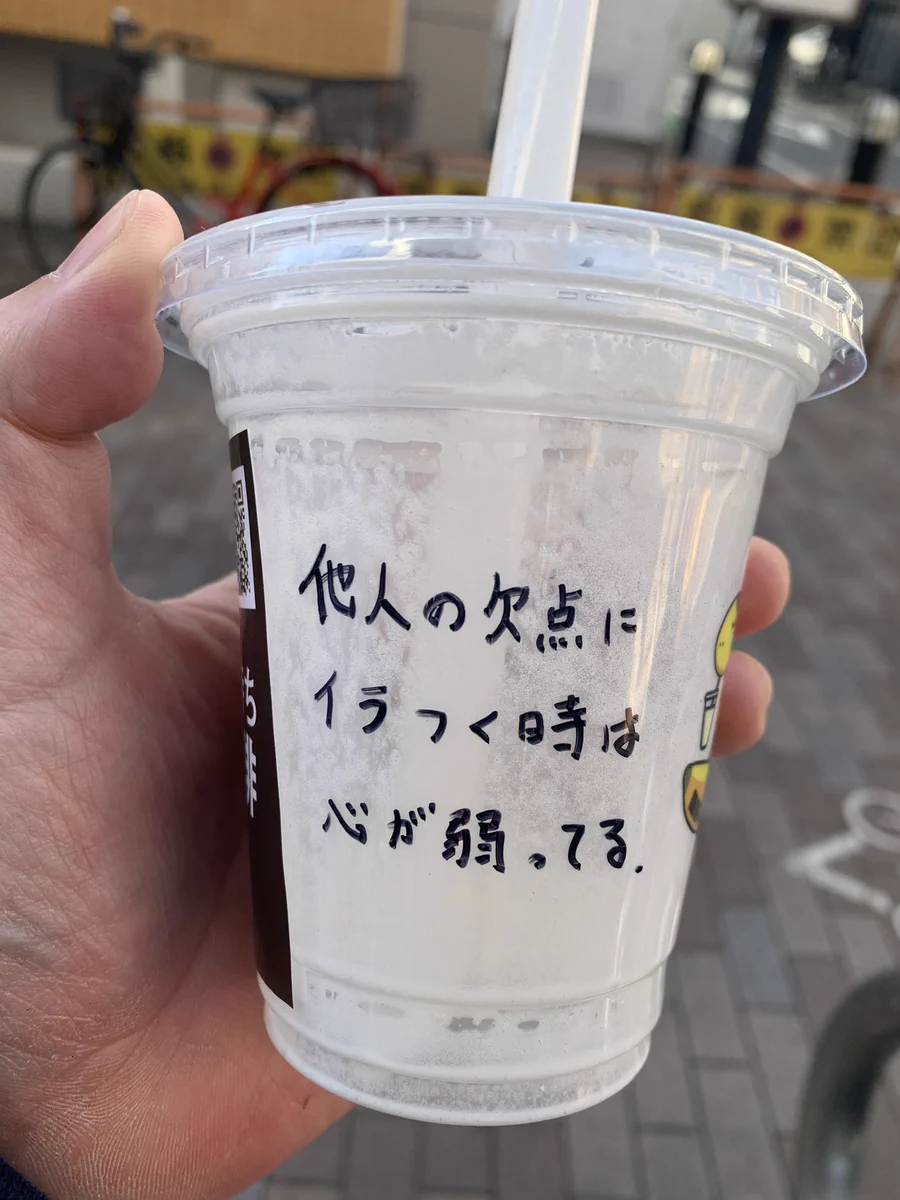 他人の欠点に
イラつく時は
心が弱ってる.